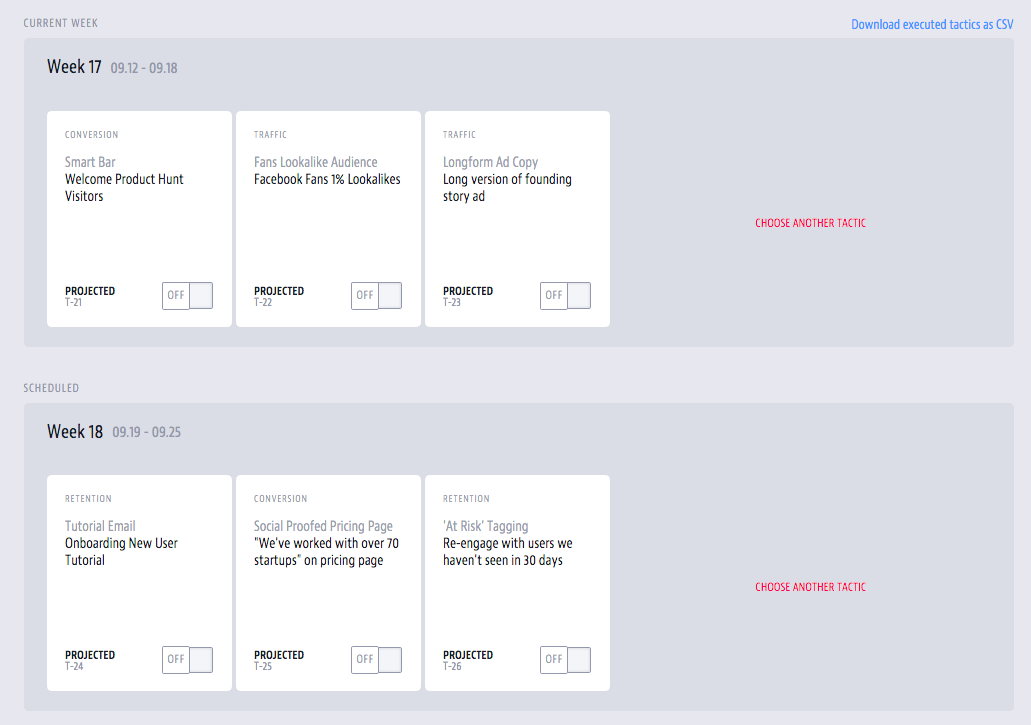 CURRENT WEEK
Download executed tactics as CSV
Week 17 09.12 - 09.18
CONVERSION
Smart Bar
Welcome Product Hunt
Visitors
PROJECTED
T-21
OFF
TRAFFIC
Fans Lookalike Audience
Facebook Fans 1% Lookalikes
PROJECTED
T-22
OFF
TRAFFIC
Longform Ad Copy
Long version of founding
story ad
PROJECTED
T-23
OFF
CHOOSE ANOTHER TACTIC
SCHEDULED
Week 18 09.19 - 09.25
RETENTION
Tutorial Email
Onboarding New User
Tutorial
PROJECTED
T-24
OFF
CONVERSION
Social Proofed Pricing Page
"We've worked with over 70
startups" on pricing page
PROJECTED
T-25
OFF
RETENTION
'At Risk' Tagging
Re-engage with users we
haven't seen in 30 days
PROJECTED
T-26
OFF
CHOOSE ANOTHER TACTIC